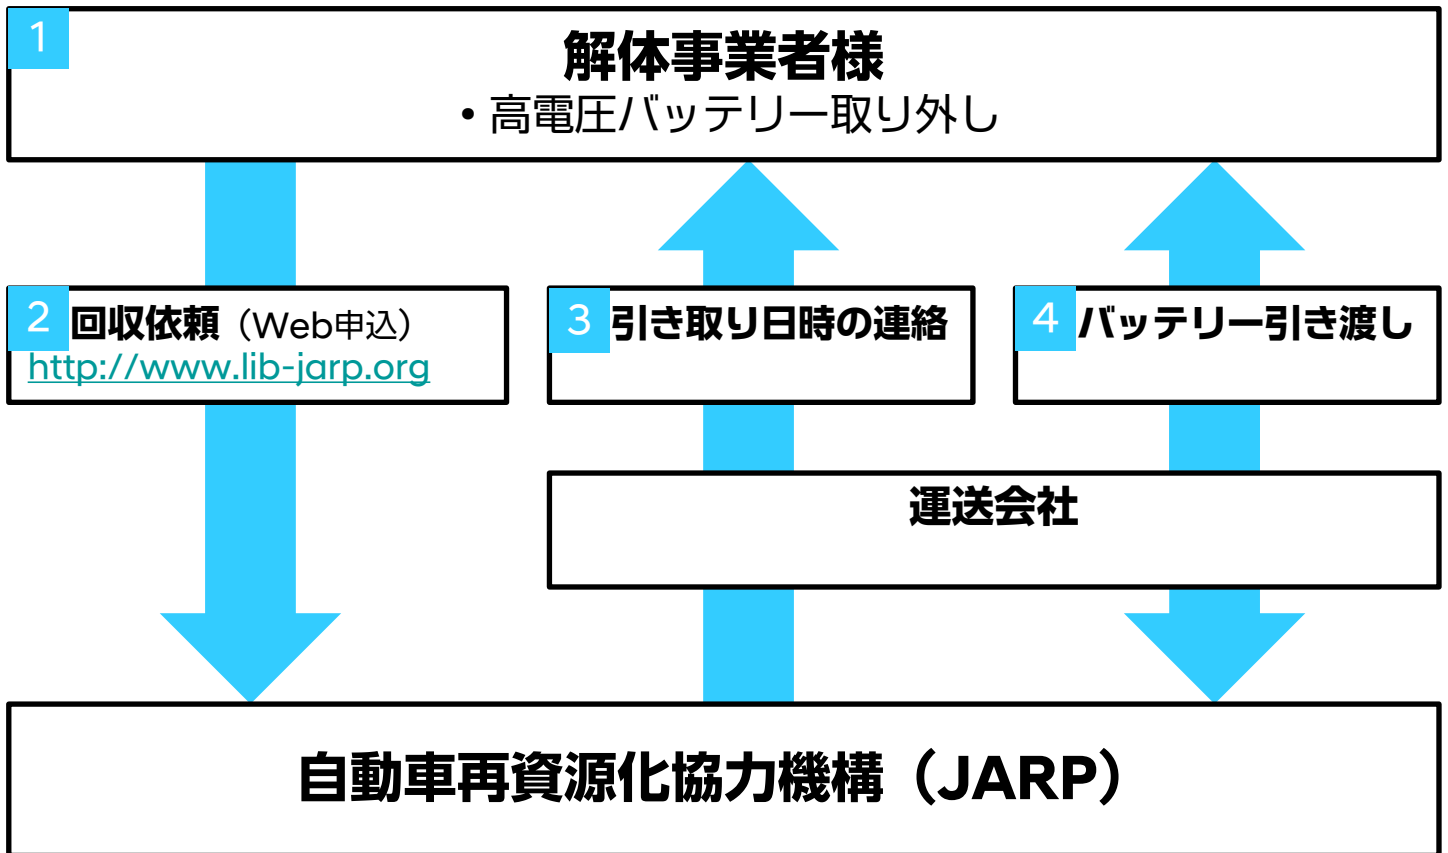 1
解体事業者様
• 高電圧バッテリー取り外し
2 回収依頼（Web申込）
http://www.lib-jarp.org
3 引き取り日時の連絡
4 バッテリー引き渡し
運送会社
自動車再資源化協力機構（JARP）